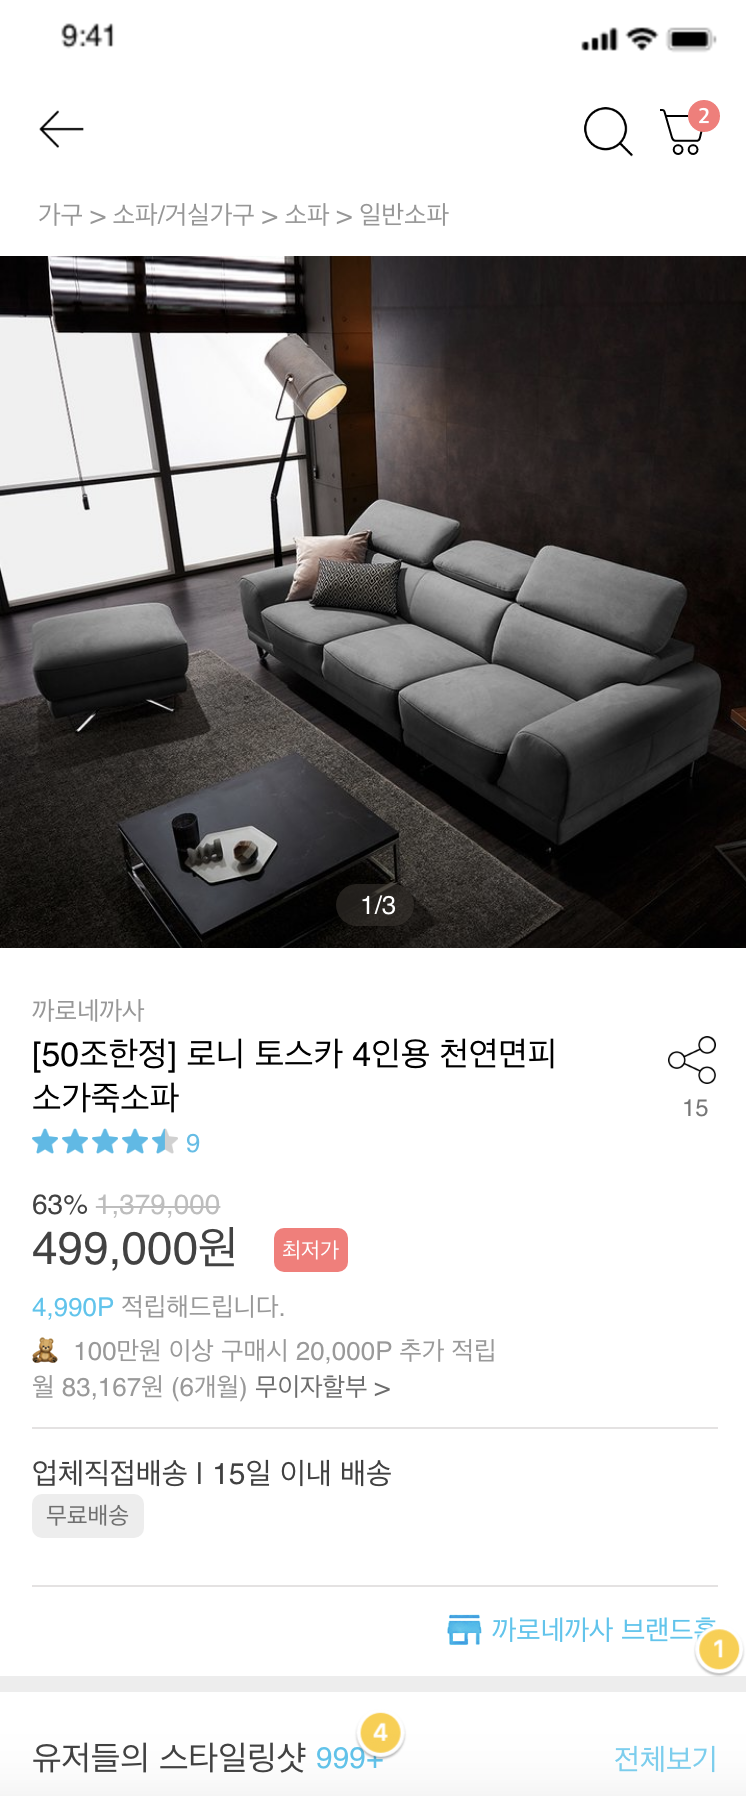 9:41
2
가구 > 소파/거실가구 > 소파 > 일반소파
1/3
까로네까사
[50조한정] 로니 토스카 4인용 천연면피
소가죽소파
15
9
63% 1,379,000
499,000원 최저가
4,990P 적립해드립니다.
100만원 이상 구매시 20,000P 추가 적립
월 83,167원 (6개월) 무이자할부 >
업체직접배송 I 15일 이내 배송
무료배송
까로네까사 브랜드홈
1
4
유저들의 스타일링샷 999+ 전체보기